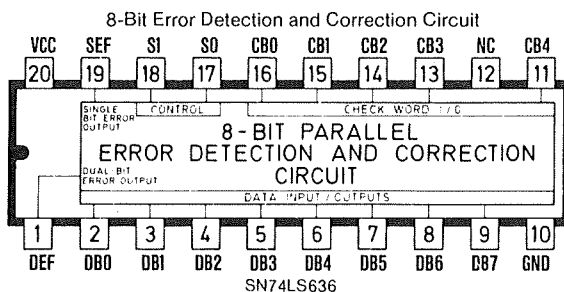 8-Bit Error Detection and Correction Circuit
VCC SEF S1 S0 CB0 CB1 CB2 CB3 NC CB4
20 19 18 17 16 15 14 13 12 11
SINGLE BIT ERROR OUTPUT
CONTROL
CHECK WORD I/O
8-BIT PARALLEL
ERROR DETECTION AND CORRECTION
CIRCUIT
DUAL-BIT ERROR OUTPUT
DATA INPUT/OUTPUTS
1 2 3 4 5 6 7 8 9 10
DEF DB0 DB1 DB2 DB3 DB4 DB5 DB6 DB7 GND
SN74LS636